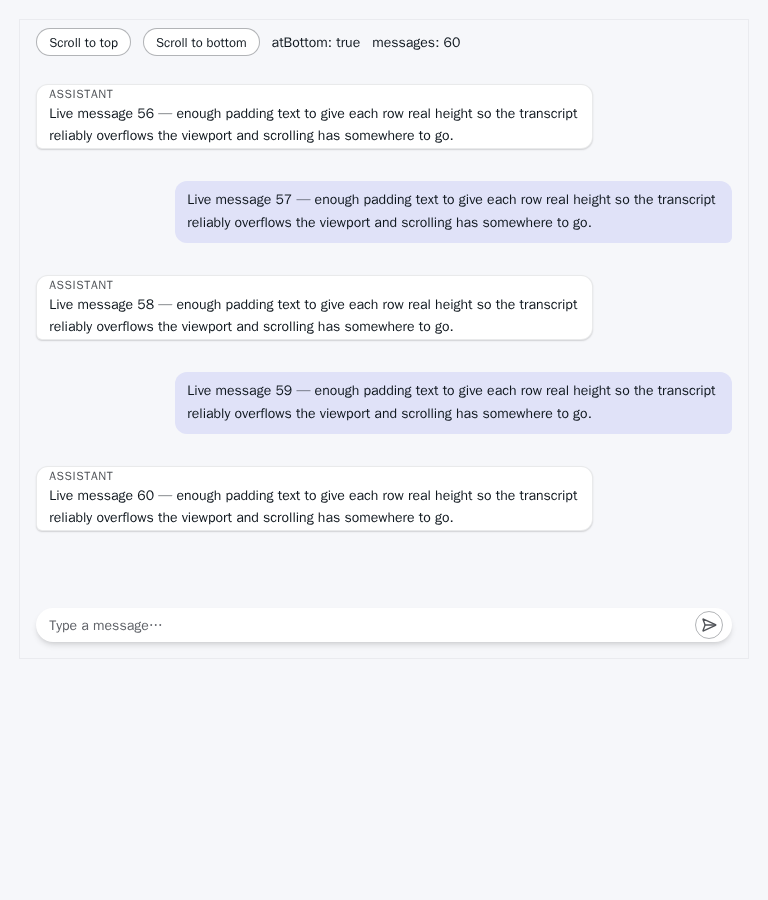 Scroll to top Scroll to bottom atBottom: true messages: 60
ASSISTANT
Live message 56 — enough padding text to give each row real height so the transcript
reliably overflows the viewport and scrolling has somewhere to go.
Live message 57 — enough padding text to give each row real height so the transcript
reliably overflows the viewport and scrolling has somewhere to go.
ASSISTANT
Live message 58 — enough padding text to give each row real height so the transcript
reliably overflows the viewport and scrolling has somewhere to go.
Live message 59 — enough padding text to give each row real height so the transcript
reliably overflows the viewport and scrolling has somewhere to go.
ASSISTANT
Live message 60 — enough padding text to give each row real height so the transcript
reliably overflows the viewport and scrolling has somewhere to go.
Type a message…